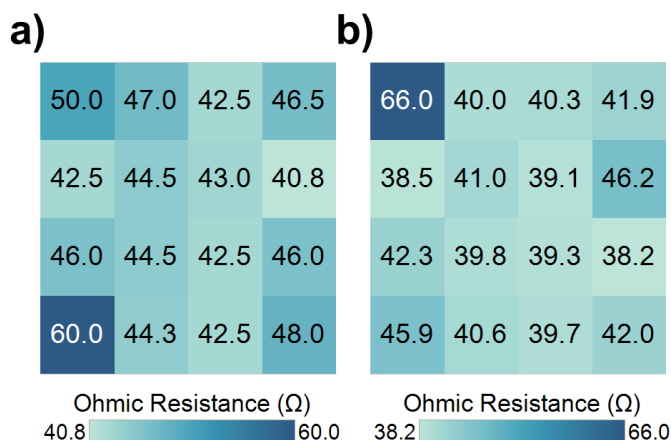 a)
50.0 47.0 42.5 46.5
42.5 44.5 43.0 40.8
46.0 44.5 42.5 46.0
60.0 44.3 42.5 48.0
Ohmic Resistance (Ω)
40.8 60.0
b)
66.0 40.0 40.3 41.9
38.5 41.0 39.1 46.2
42.3 39.8 39.3 38.2
45.9 40.6 39.7 42.0
Ohmic Resistance (Ω)
38.2 66.0